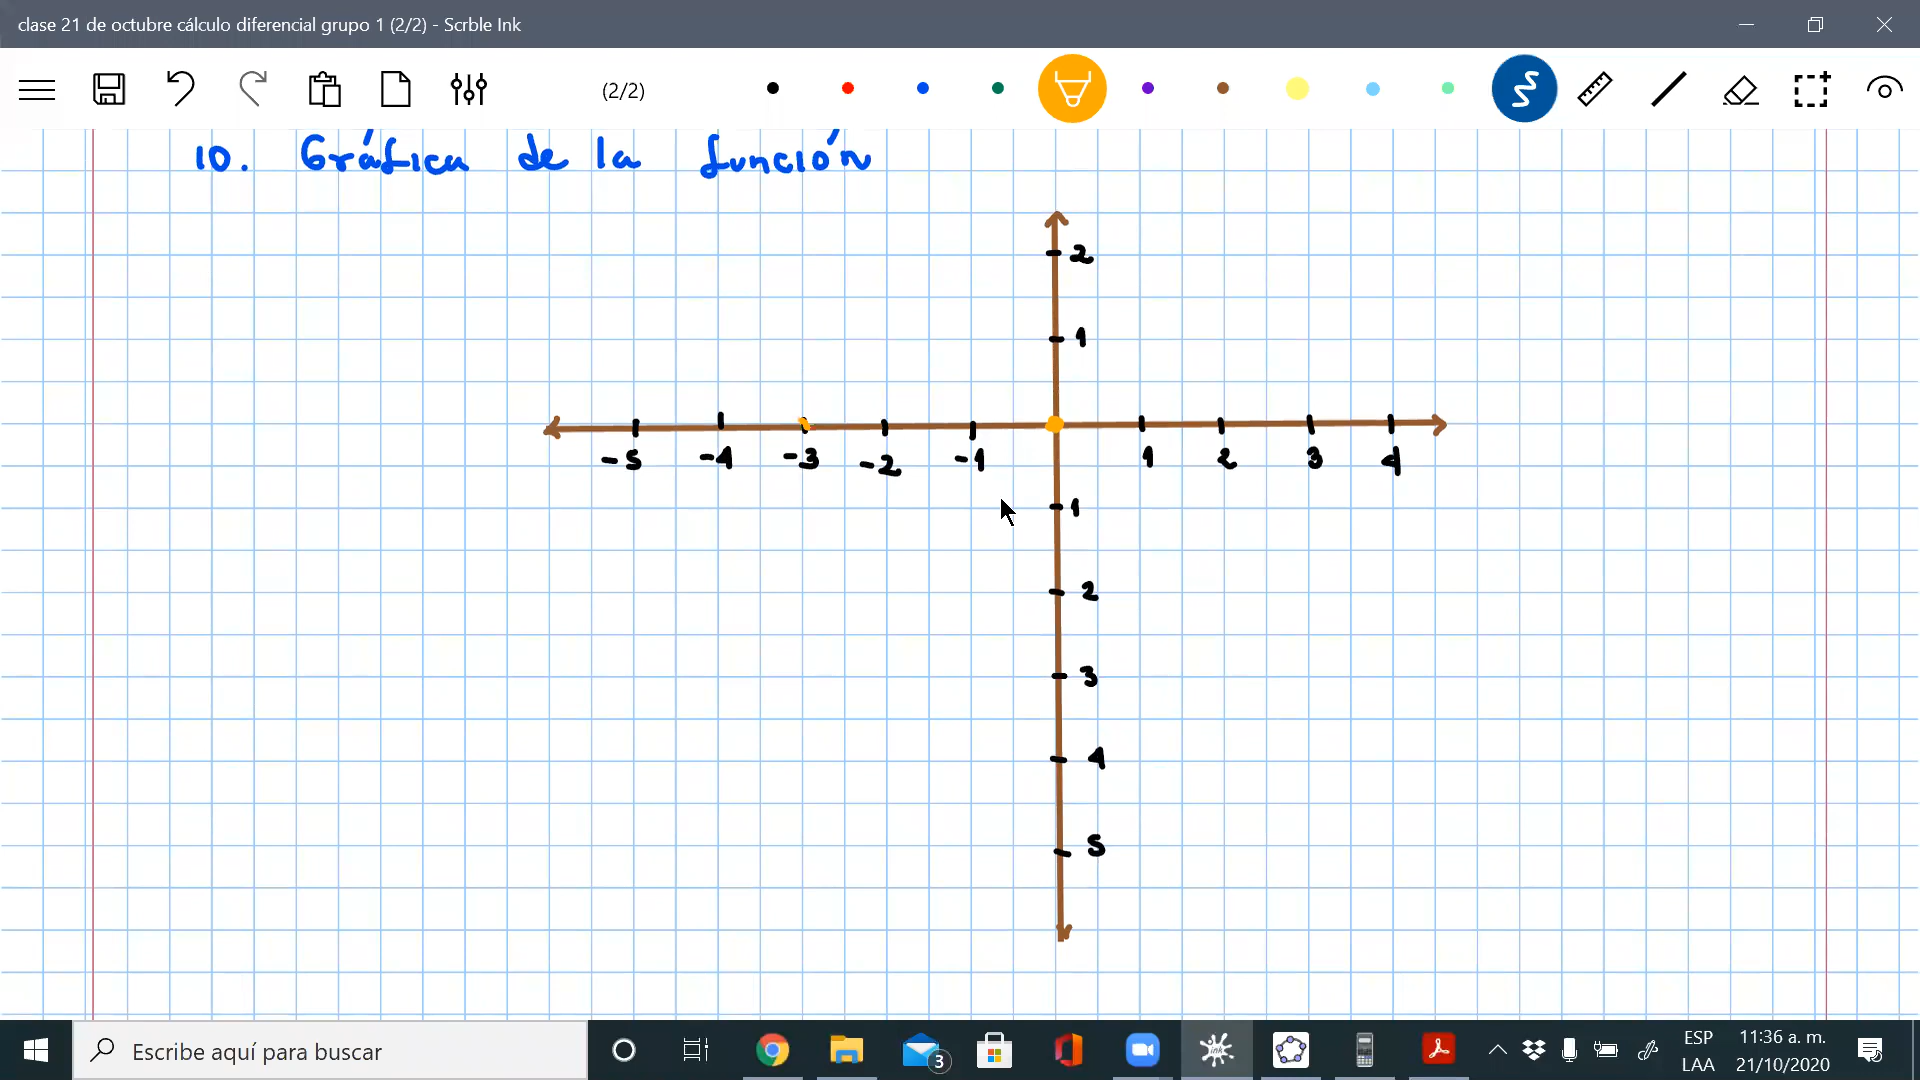 clase 21 de octubre cálculo diferencial grupo 1 (2/2) - Scrble Ink
(2/2)
10. Gráfica de la función
2
1
-5 -4 -3 -2 -1 1 2 3 4
1
2
3
4
5
Escribe aquí para buscar
3
ESP 11:36 a. m.
LAA 21/10/2020